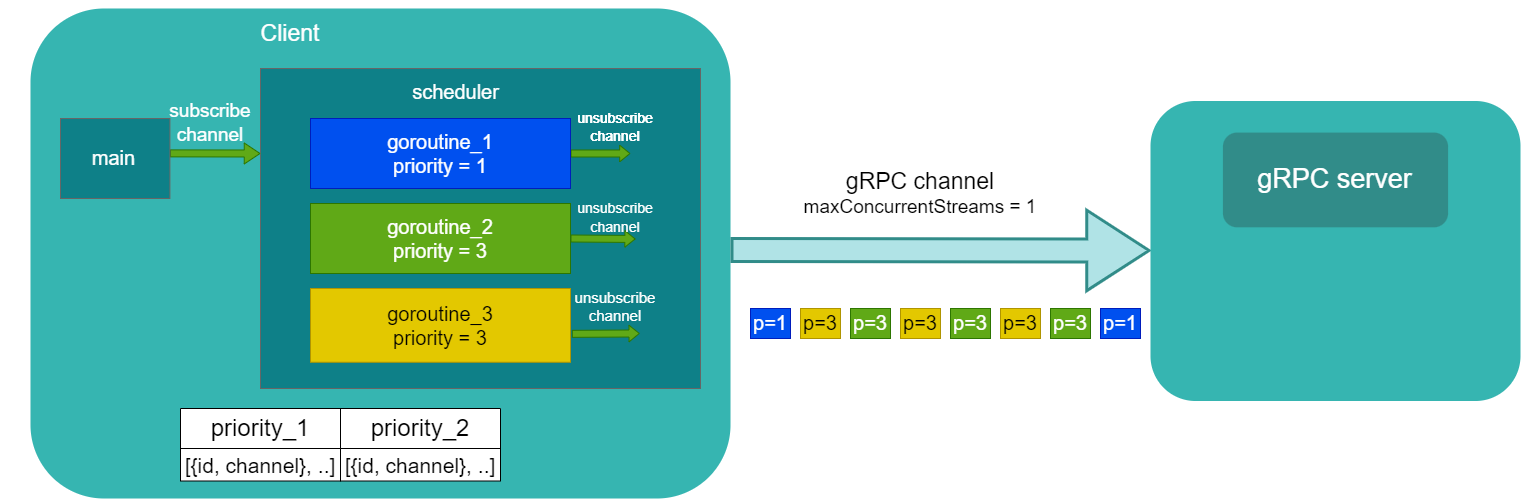 Client
scheduler
subscribe
channel
main
goroutine_1
priority = 1
unsubscribe
channel
goroutine_2
priority = 3
unsubscribe
channel
goroutine_3
priority = 3
unsubscribe
channel
priority_1 priority_2
[{id, channel}, ..] [{id, channel}, ..]
gRPC channel
maxConcurrentStreams = 1
p=1 p=3 p=3 p=3 p=3 p=3 p=3 p=1
gRPC server